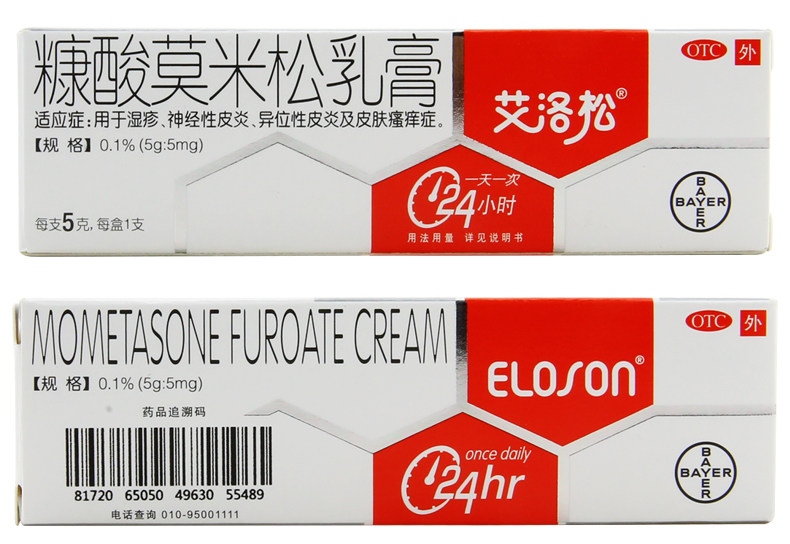 糠酸莫米松乳膏
适应症:用于湿疹、神经性皮炎、异位性皮炎及皮肤瘙痒症。
【规 格】0.1% (5g:5mg)
每支5克, 每盒1支
艾洛松®
一天一次
24小时
用法用量 详见说明书
OTC 外
BAYER
BAYER
MOMETASONE FUROATE CREAM
【规 格】0.1% (5g:5mg)
药品追溯码
81720 65050 49630 55489
电话查询 010-95001111
ELOSON®
once daily
24hr
OTC 外
BAYER
BAYER